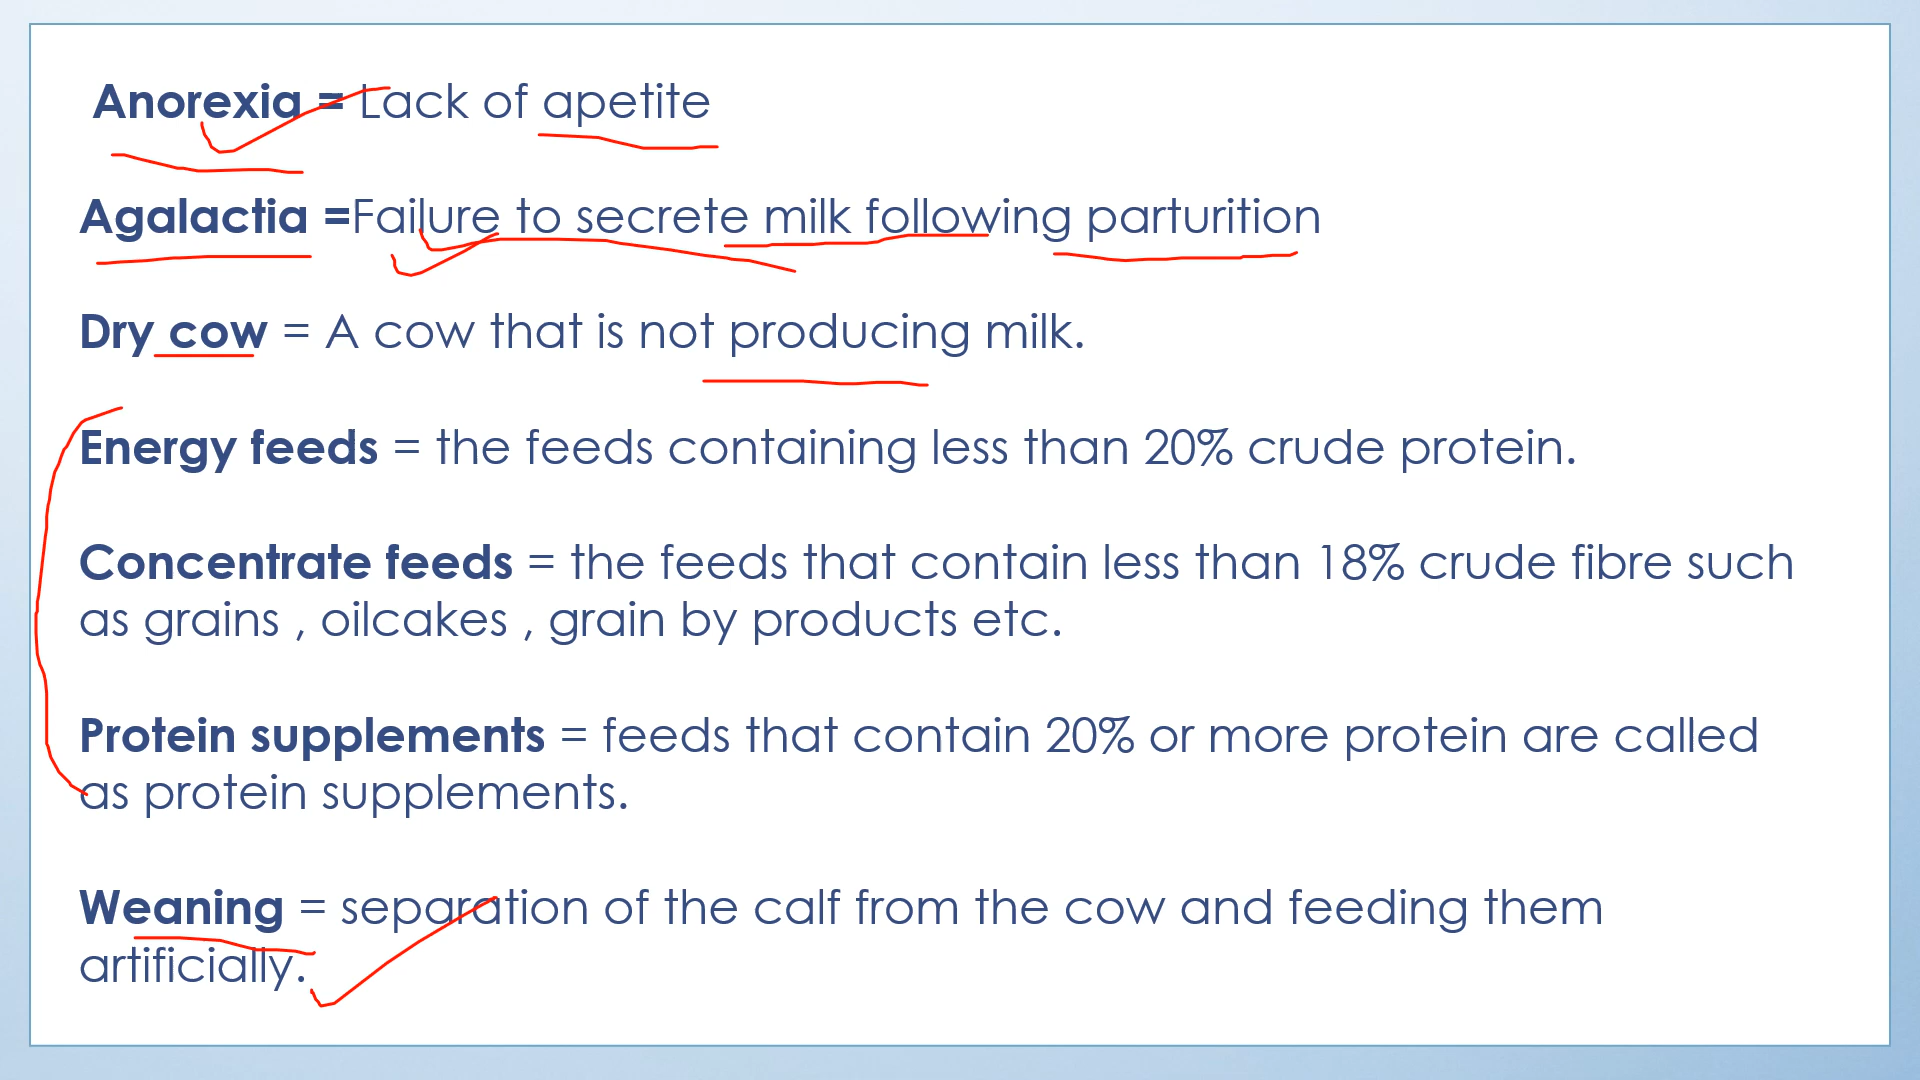 Anorexia = Lack of apetite
Agalactia =Failure to secrete milk following parturition
Dry cow = A cow that is not producing milk.
Energy feeds = the feeds containing less than 20% crude protein.
Concentrate feeds = the feeds that contain less than 18% crude fibre such
as grains , oilcakes , grain by products etc.
Protein supplements = feeds that contain 20% or more protein are called
as protein supplements.
Weaning = separation of the calf from the cow and feeding them
artificially.